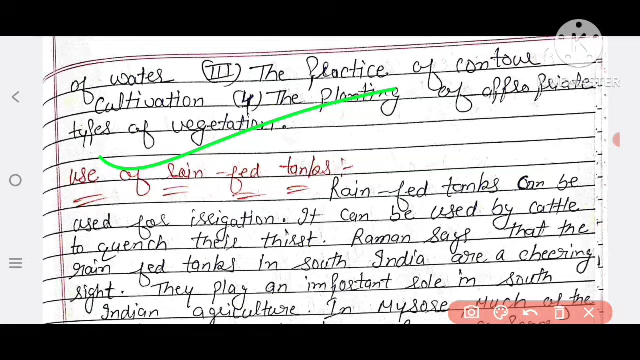 of water (III) The Practice of contour
cultivation (4) The planting of appropriate
types of vegetation.
use of Rain-fed tanks:-
Rain-fed tanks can be
used for irrigation. It can be used by cattle
to quench their thirst. Raman says that the
rain fed tanks in south India are a cheering
sight. They play an important role in south
Indian agriculture. In Mysore much of the